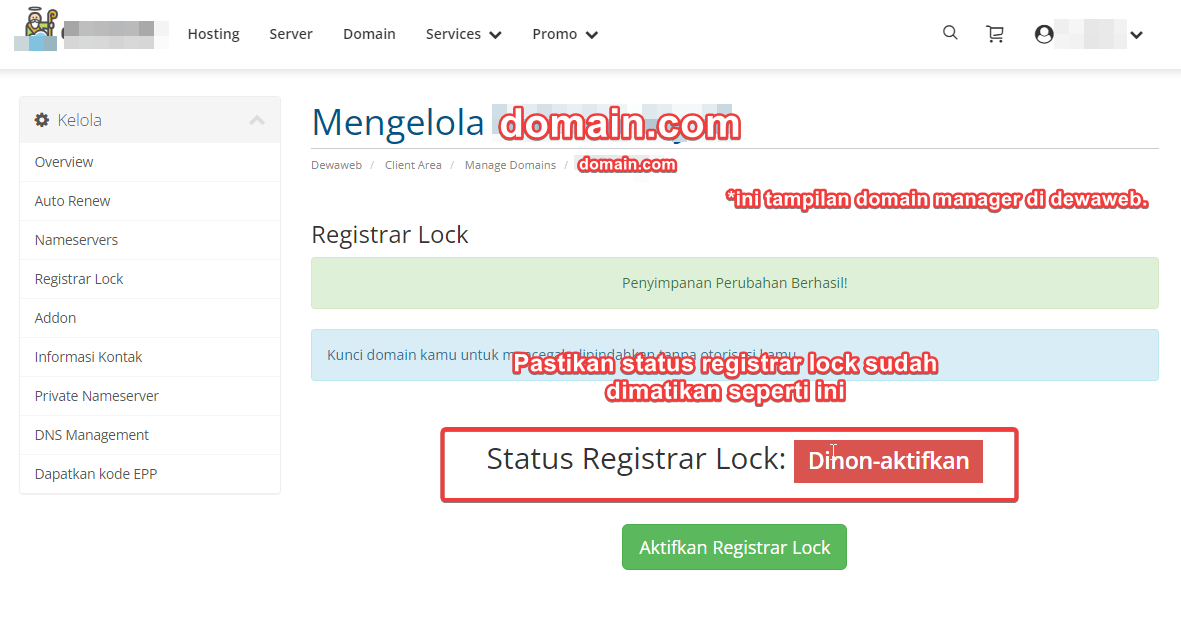 Hosting
Server
Domain
Services
Promo
Kelola
Overview
Auto Renew
Nameservers
Registrar Lock
Addon
Informasi Kontak
Private Nameserver
DNS Management
Dapatkan kode EPP
Mengelola domain.com
Dewaweb / Client Area / Manage Domains / domain.com
*ini tampilan domain manager di dewaweb.
Registrar Lock
Penyimpanan Perubahan Berhasil!
Kunci domain kamu untuk mencegah dipindahkan tanpa otorisasi kamu
Pastikan status registrar lock sudah
dimatikan seperti ini
Status Registrar Lock: Dinon-aktifkan
Aktifkan Registrar Lock